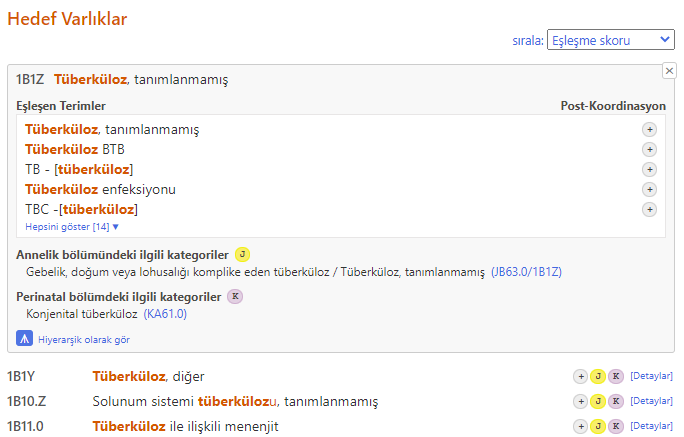 Hedef Varlıklar
sırala: Eşleşme skoru
1B1Z Tüberküloz, tanımlanmamış
Eşleşen Terimler Post-Koordinasyon
Tüberküloz, tanımlanmamış +
Tüberküloz BTB +
TB - [tüberküloz] +
Tüberküloz enfeksiyonu +
TBC -[tüberküloz] +
Hepsini göster [14] ▼
Annelik bölümündeki ilgili kategoriler J
Gebelik, doğum veya lohusalığı komplike eden tüberküloz / Tüberküloz, tanımlanmamış (JB63.0/1B1Z)
Perinatal bölümdeki ilgili kategoriler K
Konjenital tüberküloz (KA61.0)
Hiyerarşik olarak gör
1B1Y Tüberküloz, diğer + J K [Detaylar]
1B10.Z Solunum sistemi tüberkülozu, tanımlanmamış + J K [Detaylar]
1B11.0 Tüberküloz ile ilişkili menenjit + J K [Detaylar]